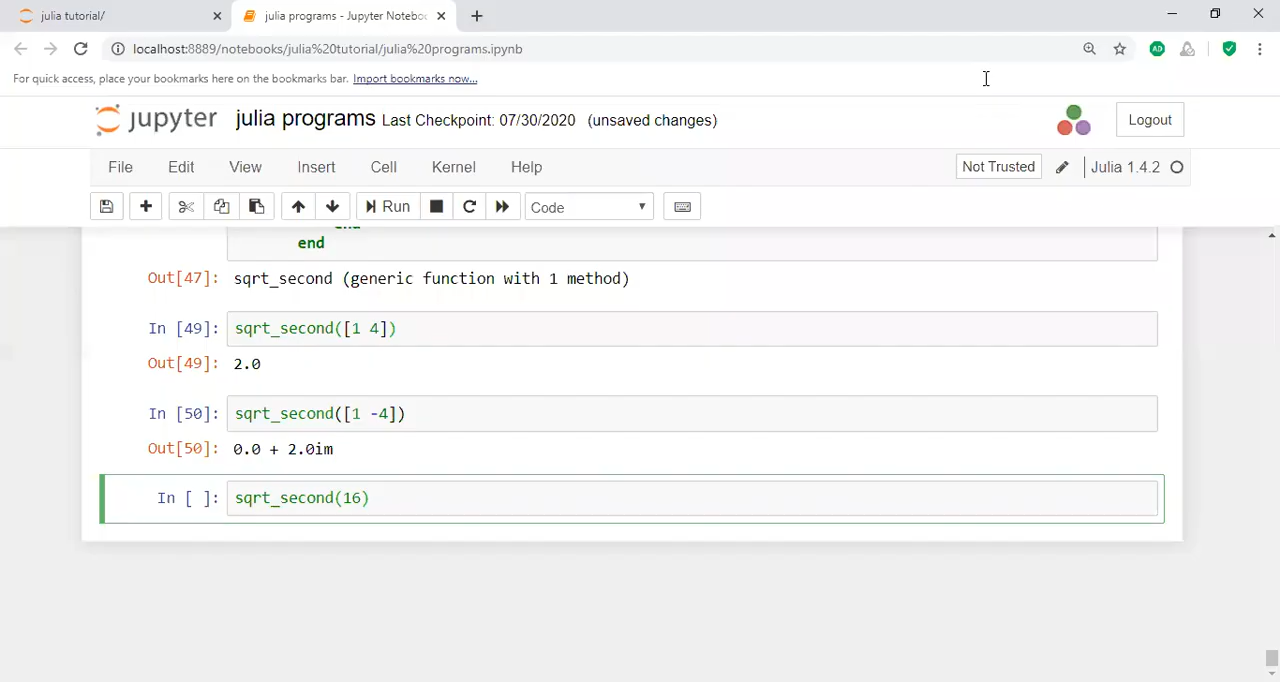 julia tutorial/
julia programs - Jupyter Noteboo
localhost:8889/notebooks/julia%20tutorial/julia%20programs.ipynb
For quick access, place your bookmarks here on the bookmarks bar. Import bookmarks now...
jupyter julia programs Last Checkpoint: 07/30/2020 (unsaved changes)
Logout
File Edit View Insert Cell Kernel Help
Not Trusted
Julia 1.4.2
Run
Code
end
end
Out[47]: sqrt_second (generic function with 1 method)
In [49]: sqrt_second([1 4])
Out[49]: 2.0
In [50]: sqrt_second([1 -4])
Out[50]: 0.0 + 2.0im
In [ ]: sqrt_second(16)